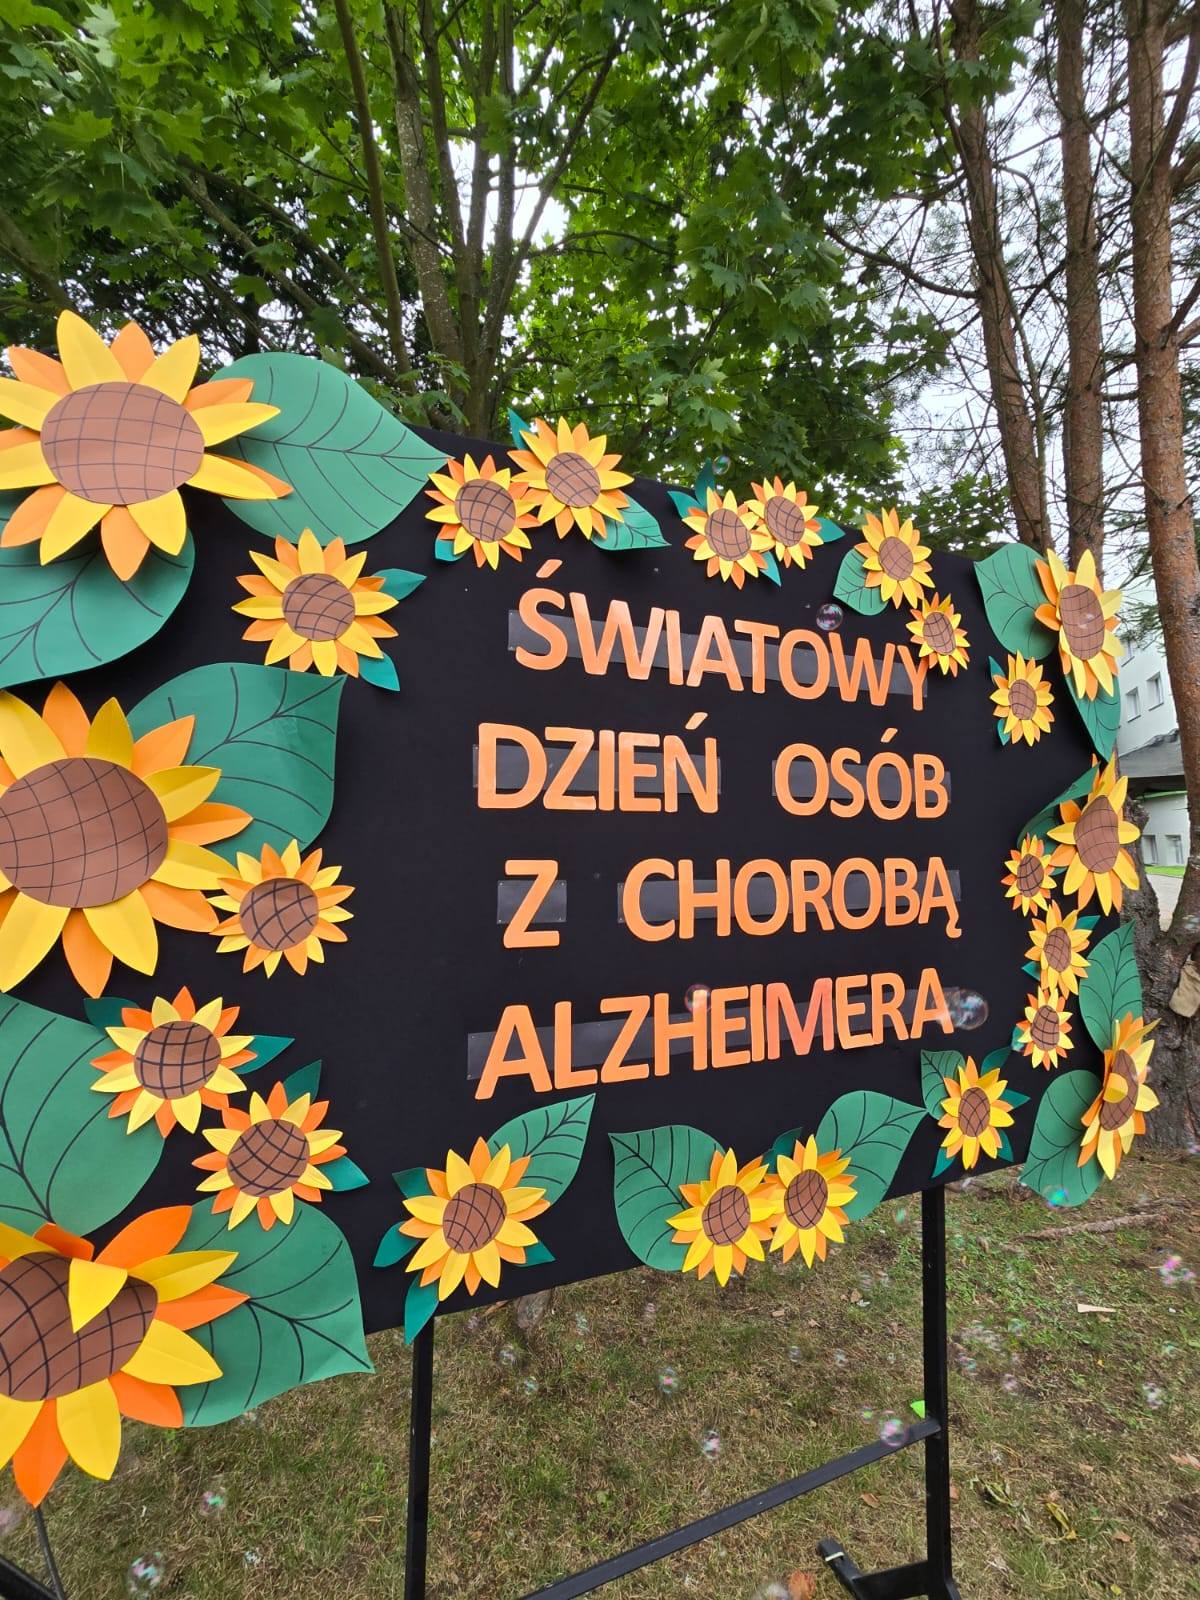 ŚWIATOWY
DZIEŃ OSÓB
Z CHOROBĄ
ALZHEIMERA